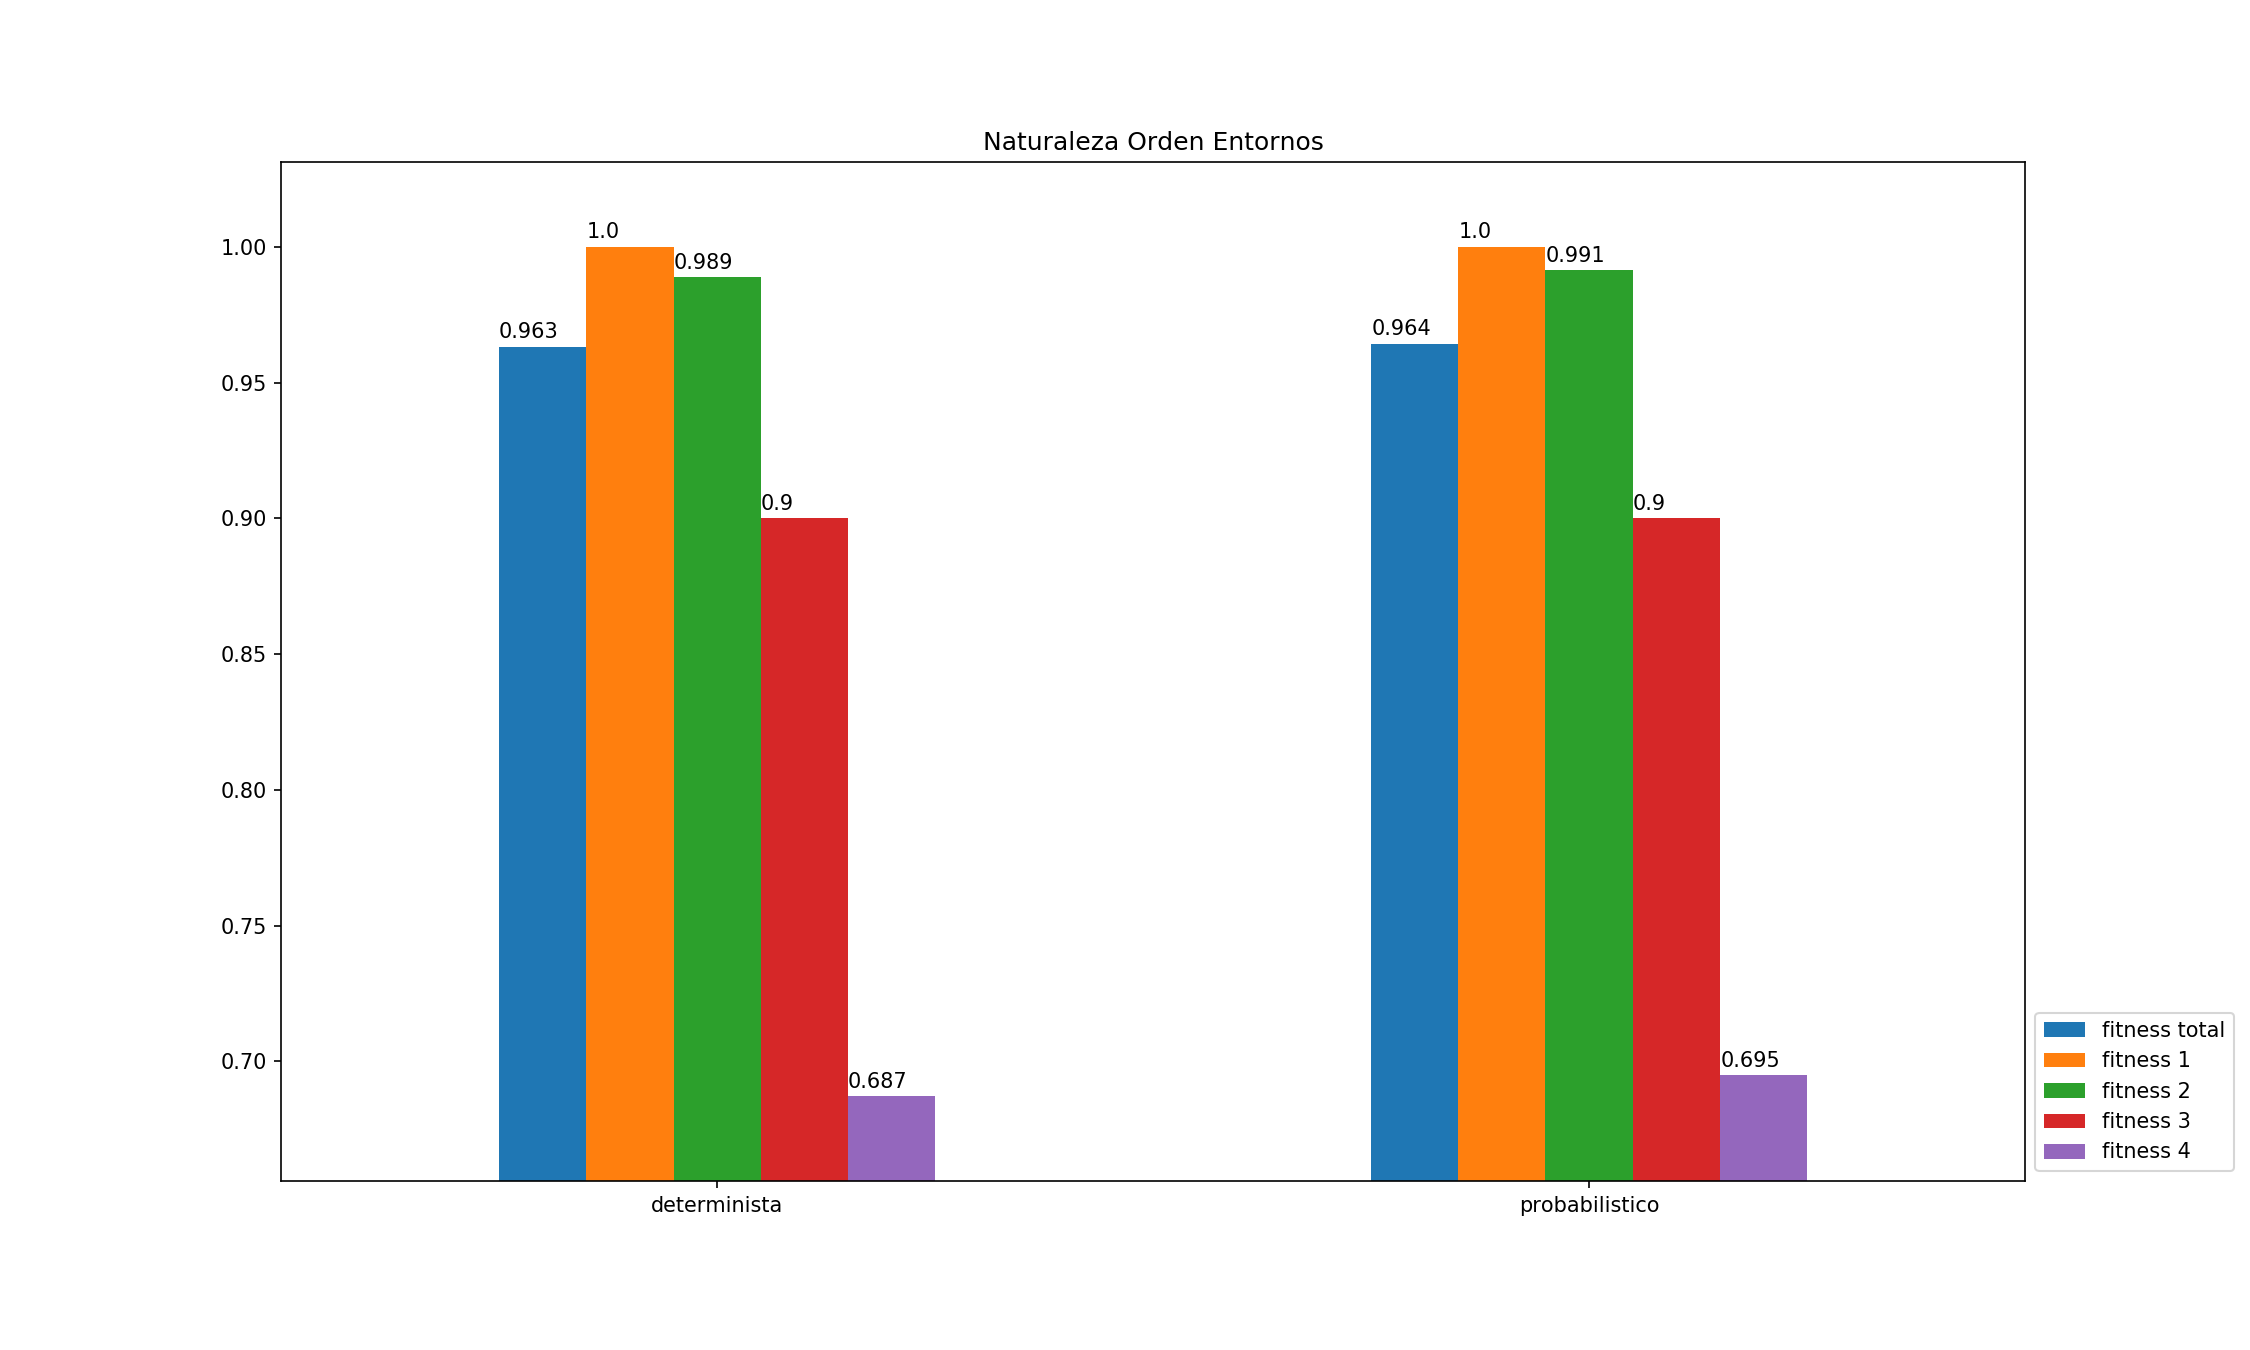 Naturaleza Orden Entornos
1.00
0.95
0.90
0.85
0.80
0.75
0.70
0.963
1.0
0.989
0.9
0.687
0.964
1.0
0.991
0.9
0.695
determinista
probabilistico
fitness total
fitness 1
fitness 2
fitness 3
fitness 4